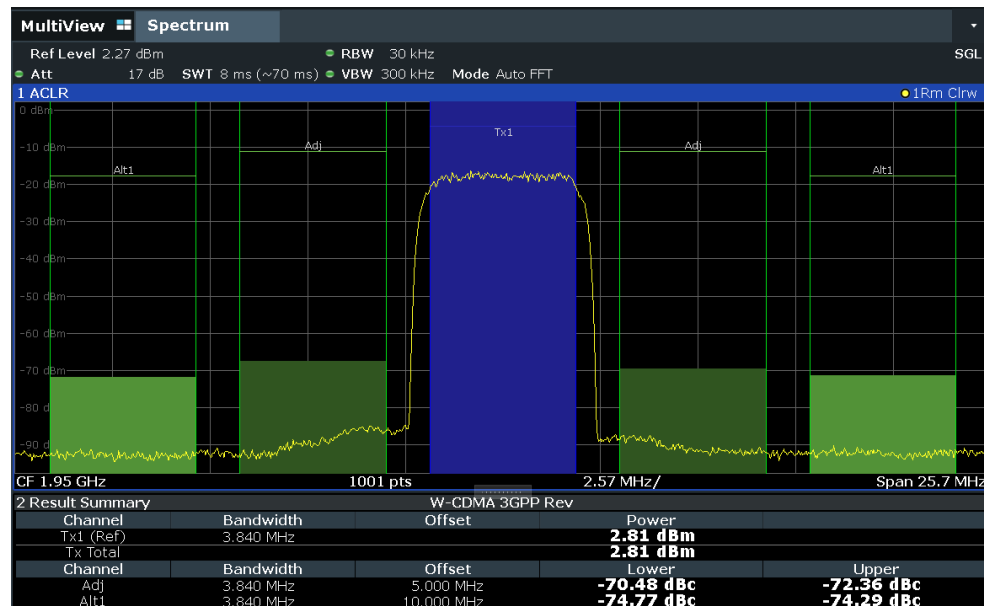 MultiView Spectrum
Ref Level 2.27 dBm RBW 30 kHz SGL
Att 17 dB SWT 8 ms (~70 ms) VBW 300 kHz Mode Auto FFT
1 ACLR 1Rm Clrw
0 dBm
Tx1
-10 dBm Adj Adj
Alt1 Alt1
-20 dBm
-30 dBm
-40 dBm
-50 dBm
-60 dBm
-70 dBm
-80 d
-90 d
CF 1.95 GHz 1001 pts 2.57 MHz/ Span 25.7 MHz
2 Result Summary W-CDMA 3GPP Rev
Channel Bandwidth Offset Power
Tx1 (Ref) 3.840 MHz 2.81 dBm
Tx Total 2.81 dBm
Channel Bandwidth Offset Lower Upper
Adj 3.840 MHz 5.000 MHz -70.48 dBc -72.36 dBc
Alt1 3.840 MHz 10.000 MHz -74.77 dBc -74.29 dBc